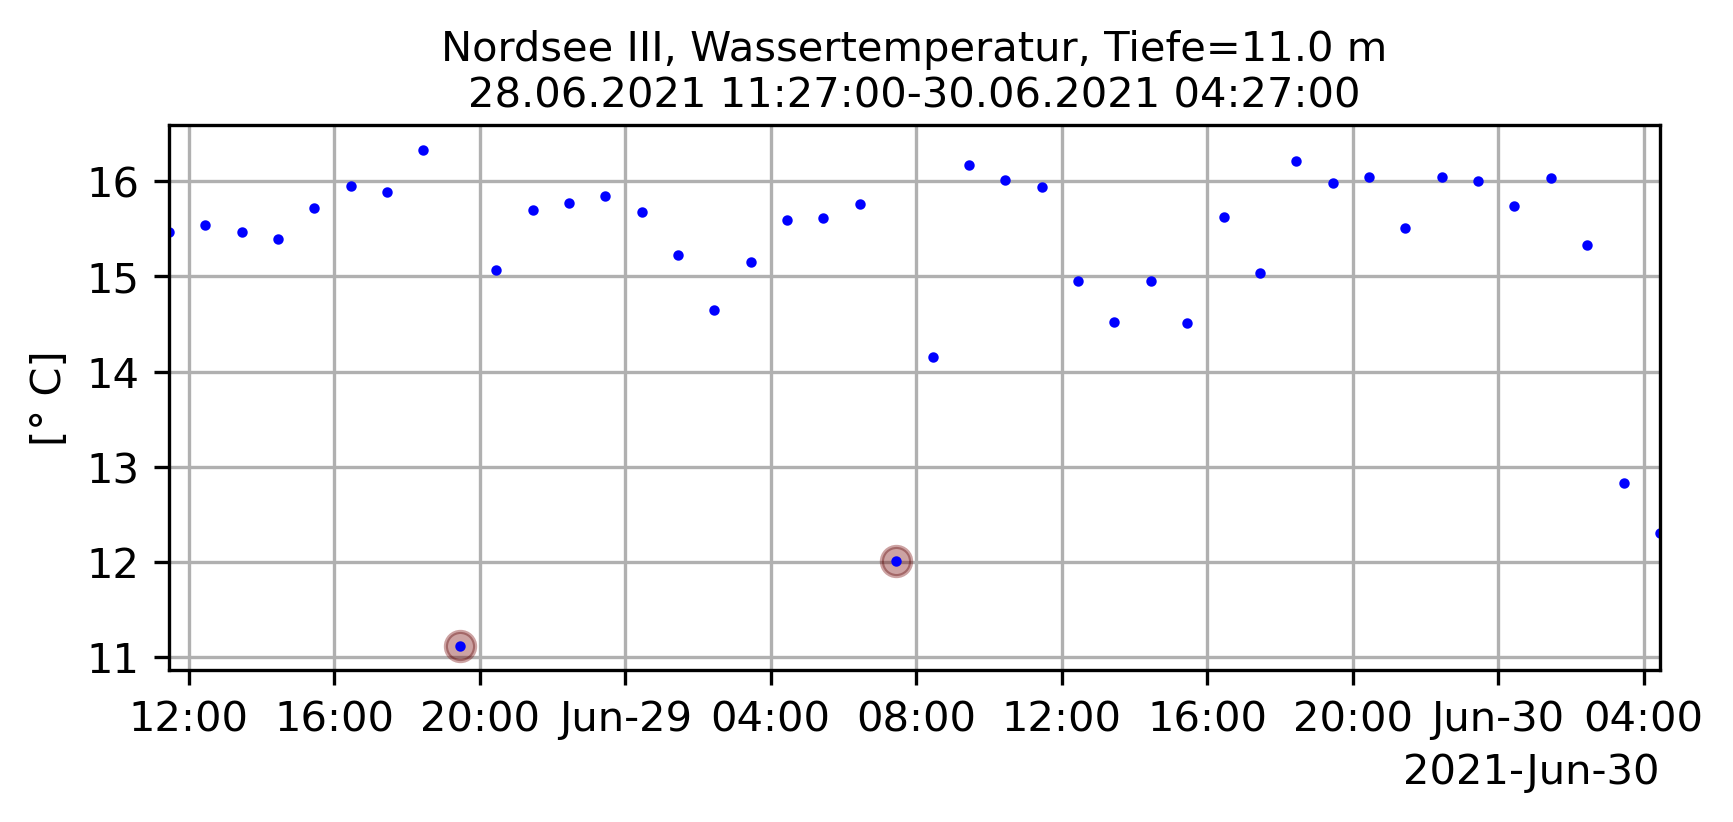 Nordsee III, Wassertemperatur, Tiefe=11.0 m
28.06.2021 11:27:00-30.06.2021 04:27:00
16
15
14
13
12
11
[° C]
12:00 16:00 20:00 Jun-29 04:00 08:00 12:00 16:00 20:00 Jun-30 04:00
2021-Jun-30